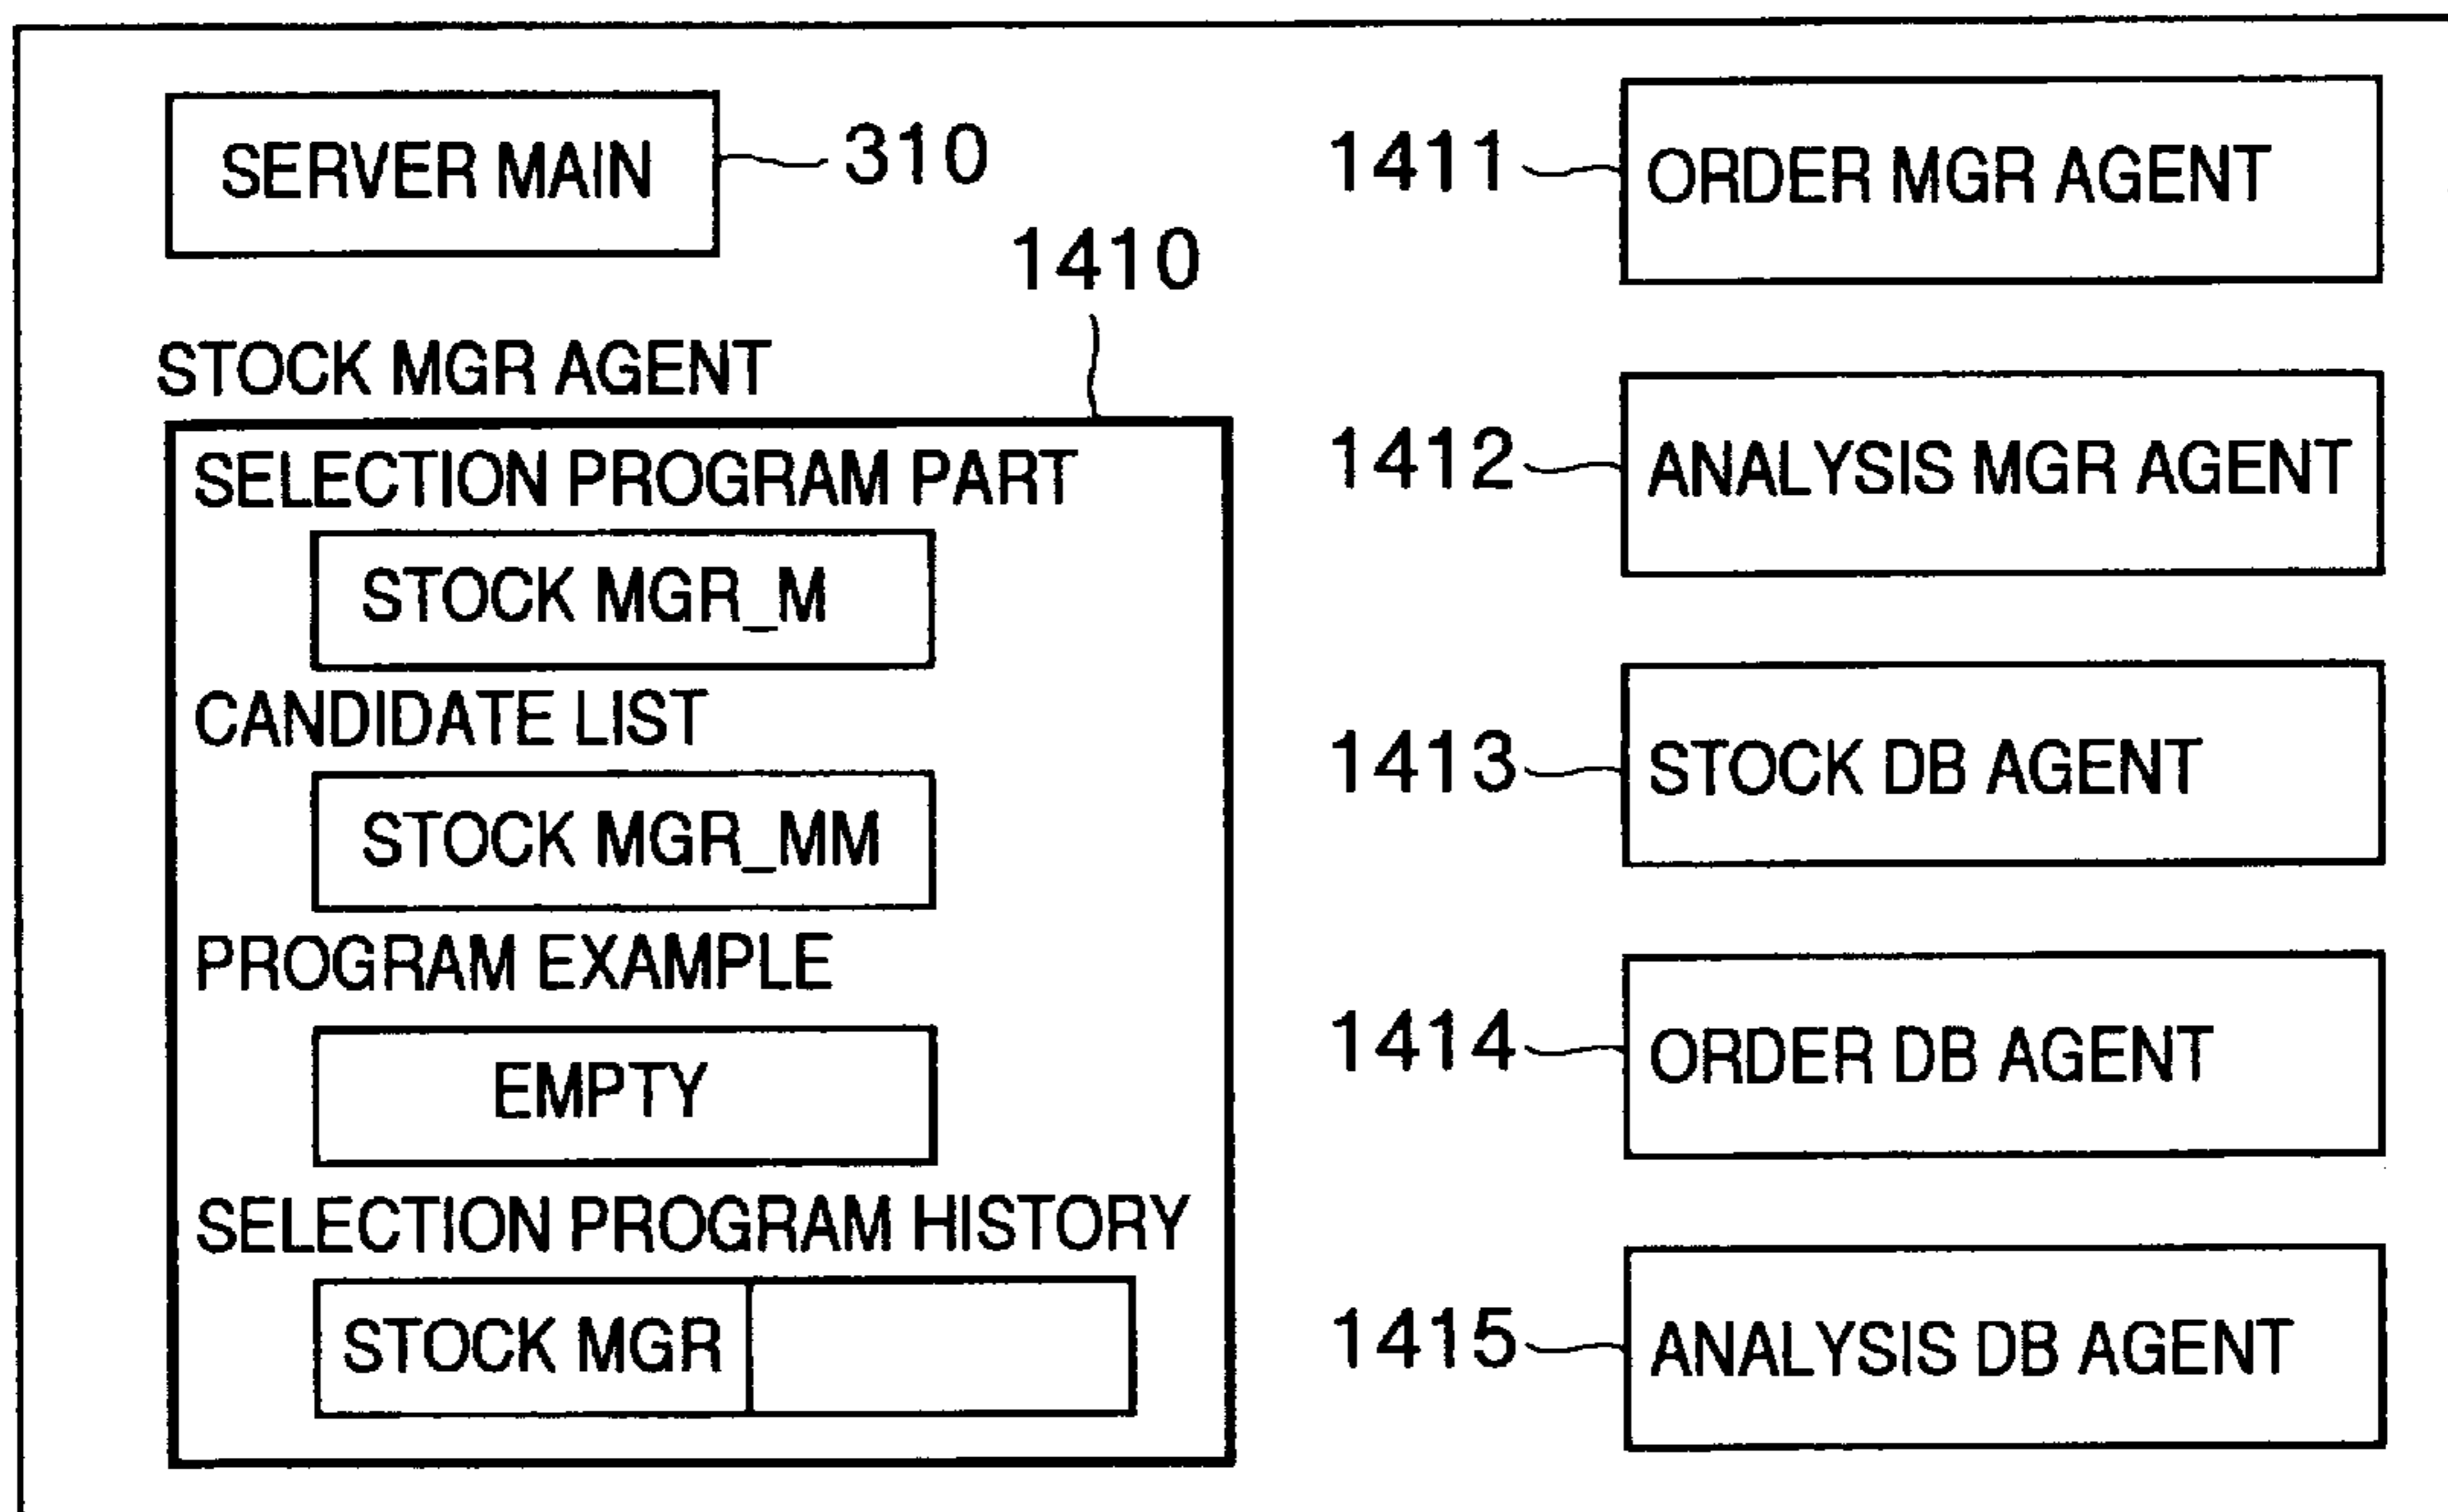 SERVER MAIN
310
1410
STOCK MGR AGENT
SELECTION PROGRAM PART
STOCK MGR_M
CANDIDATE LIST
STOCK MGR_MM
PROGRAM EXAMPLE
EMPTY
SELECTION PROGRAM HISTORY
STOCK MGR
1411
ORDER MGR AGENT
1412
ANALYSIS MGR AGENT
1413
STOCK DB AGENT
1414
ORDER DB AGENT
1415
ANALYSIS DB AGENT